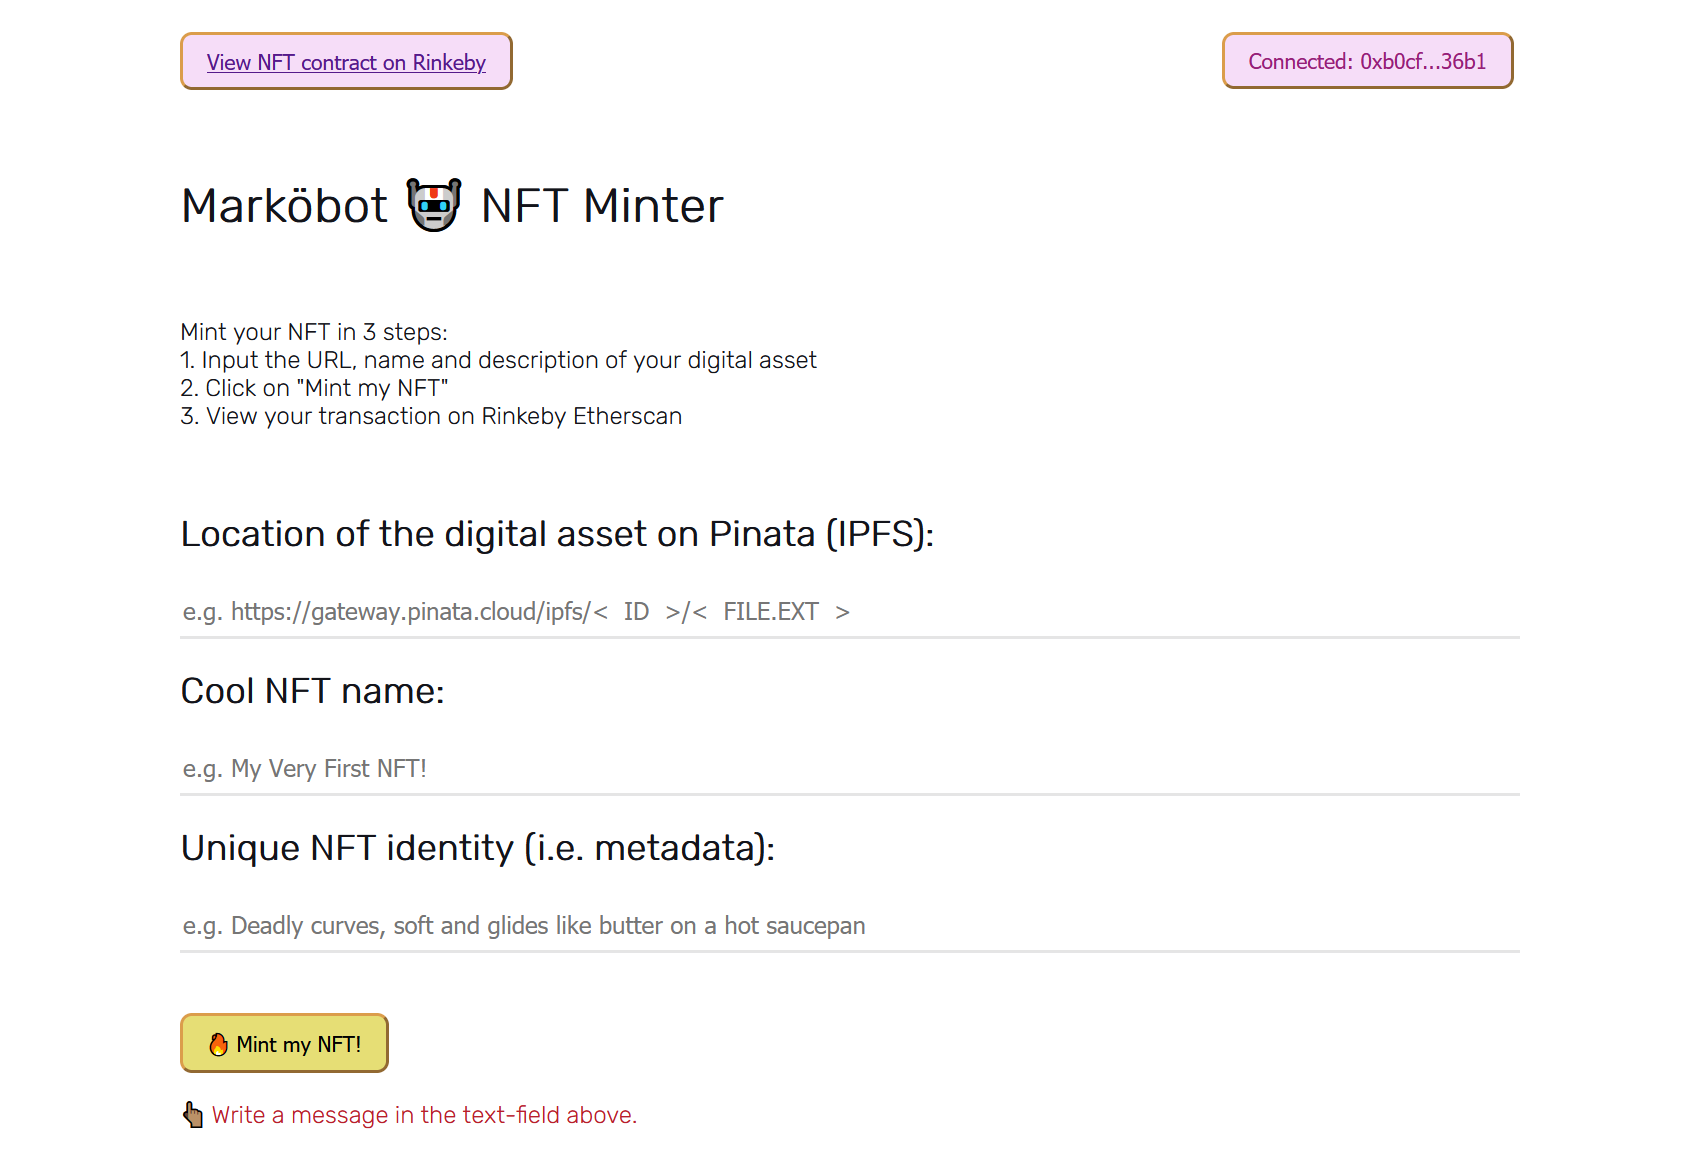 View NFT contract on Rinkeby
Connected: 0xb0cf...36b1
Marköbot 🤖 NFT Minter
Mint your NFT in 3 steps:
1. Input the URL, name and description of your digital asset
2. Click on "Mint my NFT"
3. View your transaction on Rinkeby Etherscan
Location of the digital asset on Pinata (IPFS):
e.g. https://gateway.pinata.cloud/ipfs/< ID >/< FILE.EXT >
Cool NFT name:
e.g. My Very First NFT!
Unique NFT identity (i.e. metadata):
e.g. Deadly curves, soft and glides like butter on a hot saucepan
🔥 Mint my NFT!
👆🏽 Write a message in the text-field above.